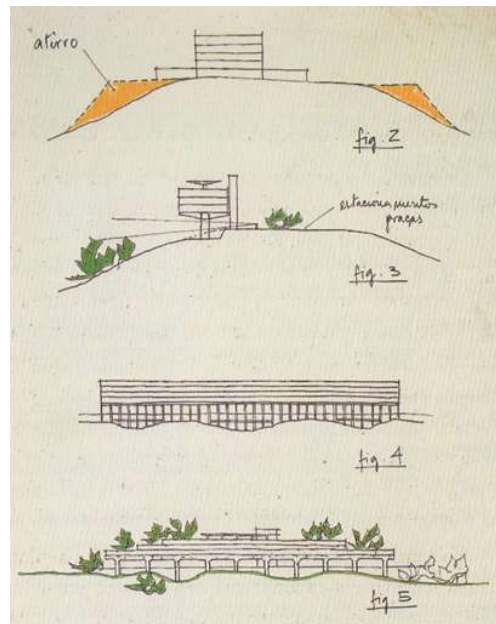 aterro
fig. 2
estacionamentos
praças
fig. 3
fig. 4
fig 5